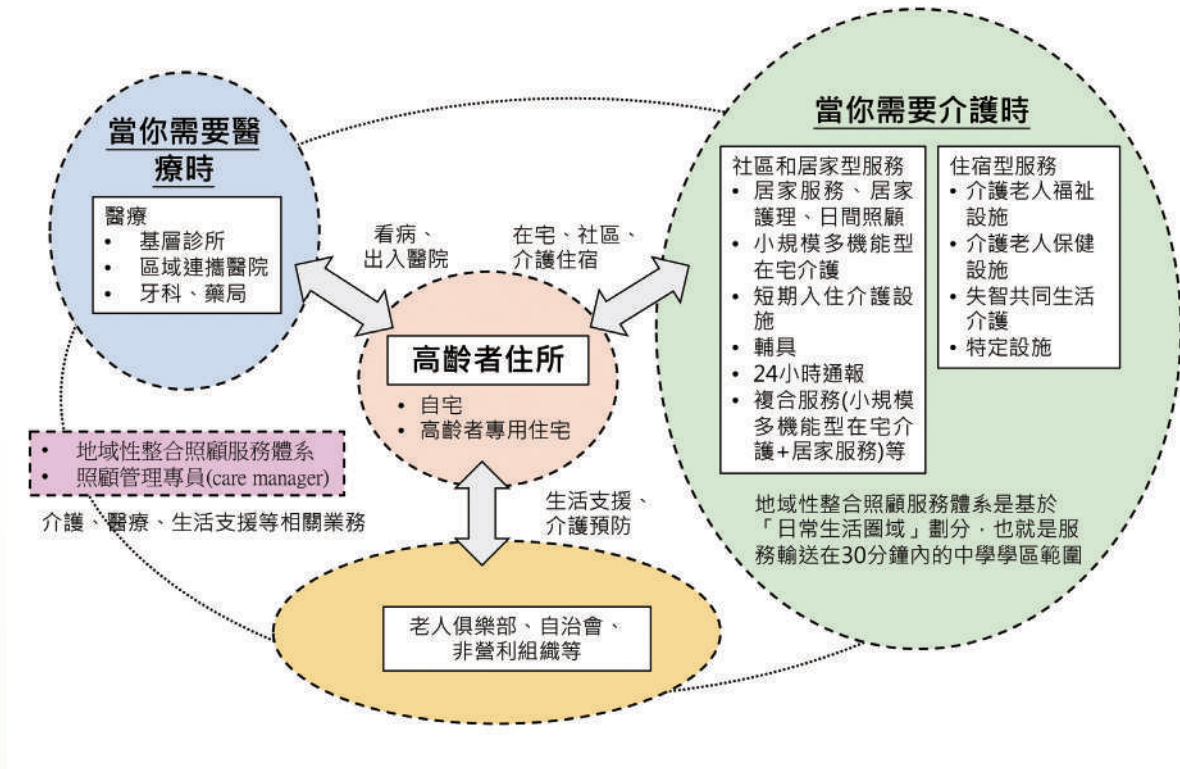 當你需要醫
療時
醫療
• 基層診所
• 區域連攜醫院
• 牙科、藥局
看病、
出入醫院
在宅、社區、
介護住宿
當你需要介護時
社區和居家型服務
• 居家服務、居家
護理、日間照顧
• 小規模多機能型
在宅介護
• 短期入住介護設
施
• 輔具
• 24小時通報
• 複合服務(小規模
多機能型在宅介
護+居家服務)等
住宿型服務
• 介護老人福祉
設施
• 介護老人保健
設施
• 失智共同生活
介護
• 特定設施
地域性整合照顧服務體系是基於
「日常生活圈域」劃分，也就是服
務輸送在30分鐘內的中學學區範圍
高齡者住所
• 自宅
• 高齡者專用住宅
• 地域性整合照顧服務體系
• 照顧管理專員(care manager)
介護、醫療、生活支援等相關業務
生活支援、
介護預防
老人俱樂部、自治會、
非營利組織等